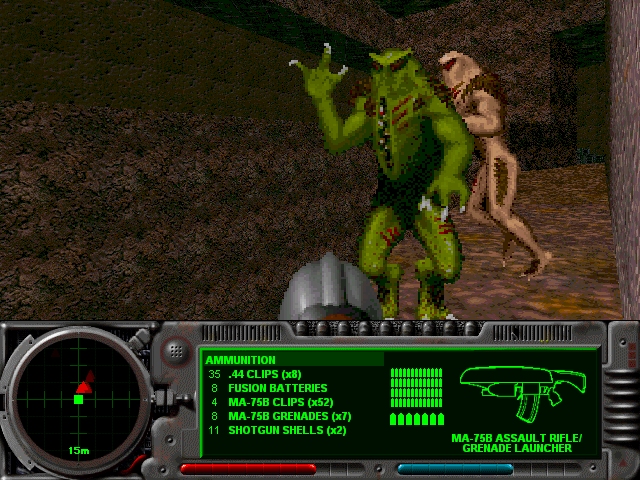 AMMUNITION
35 .44 CLIPS (x8)
8 FUSION BATTERIES
4 MA-75B CLIPS (x52)
8 MA-75B GRENADES (x7)
11 SHOTGUN SHELLS (x2)
MA-75B ASSAULT RIFLE/
GRENADE LAUNCHER
15m